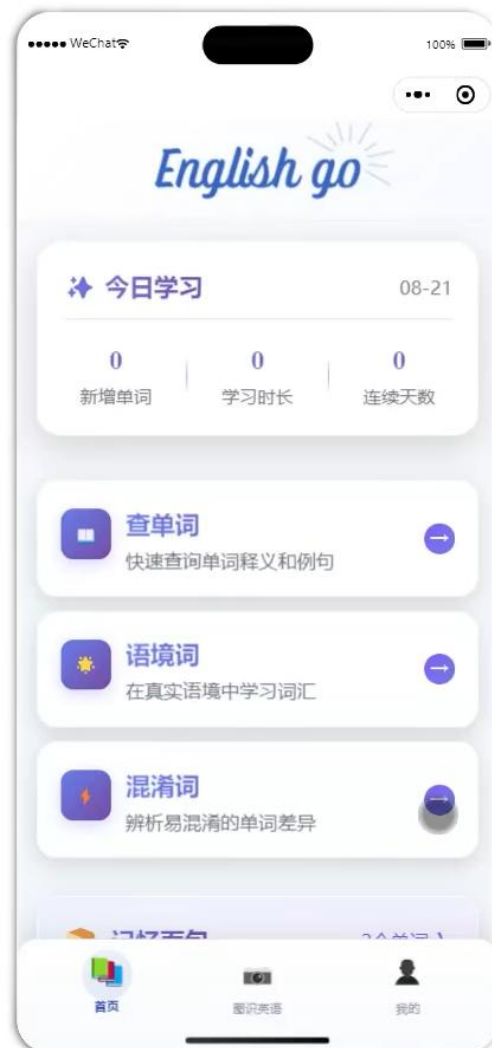 WeChat
100%
English go
今日学习
08-21
0
0
0
新增单词
学习时长
连续天数
查单词
快速查询单词释义和例句
语境词
在真实语境中学习词汇
混淆词
辨析易混淆的单词差异
首页
图识英语
我的